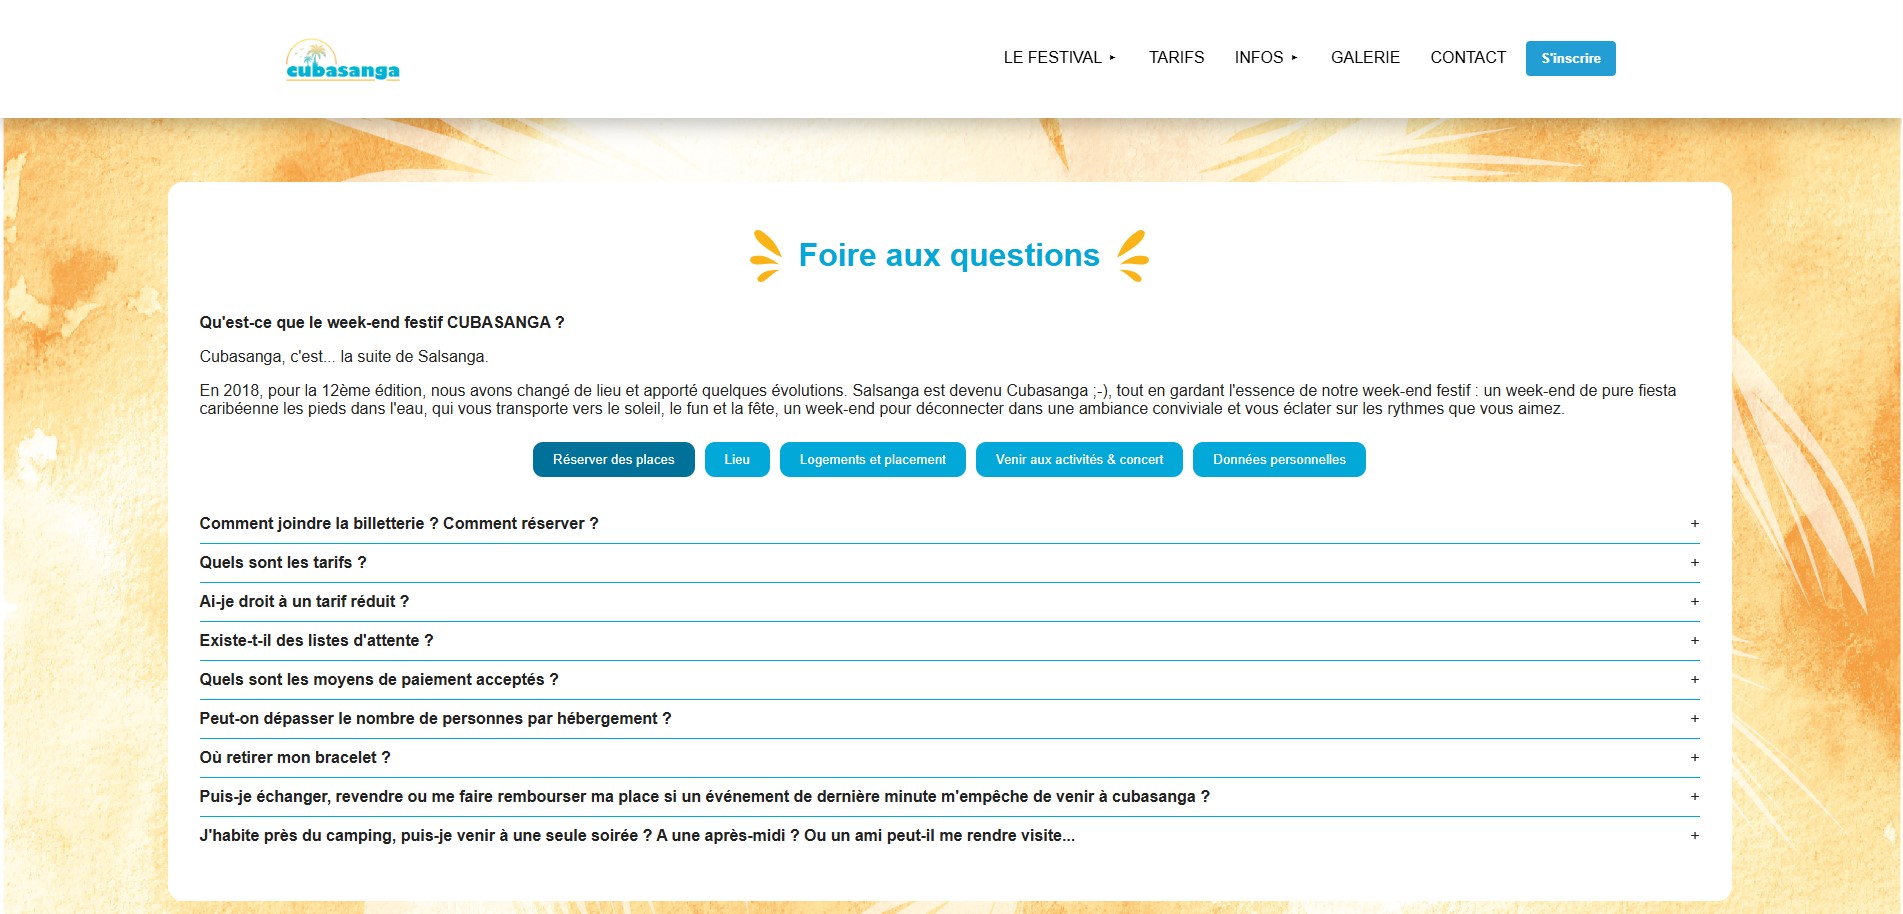 cubasanga
LE FESTIVAL ▸
TARIFS
INFOS ▸
GALERIE
CONTACT
S'inscrire
Foire aux questions
Qu'est-ce que le week-end festif CUBASANGA ?
Cubasanga, c'est... la suite de Salsanga.
En 2018, pour la 12ème édition, nous avons changé de lieu et apporté quelques évolutions. Salsanga est devenu Cubasanga ;-), tout en gardant l'essence de notre week-end festif : un week-end de pure fiesta
caribéenne les pieds dans l'eau, qui vous transporte vers le soleil, le fun et la fête, un week-end pour déconnecter dans une ambiance conviviale et vous éclater sur les rythmes que vous aimez.
Réserver des places
Lieu
Logements et placement
Venir aux activités & concert
Données personnelles
Comment joindre la billetterie ? Comment réserver ? +
Quels sont les tarifs ? +
Ai-je droit à un tarif réduit ? +
Existe-t-il des listes d'attente ? +
Quels sont les moyens de paiement acceptés ? +
Peut-on dépasser le nombre de personnes par hébergement ? +
Où retirer mon bracelet ? +
Puis-je échanger, revendre ou me faire rembourser ma place si un événement de dernière minute m'empêche de venir à cubasanga ? +
J'habite près du camping, puis-je venir à une seule soirée ? A une après-midi ? Ou un ami peut-il me rendre visite... +